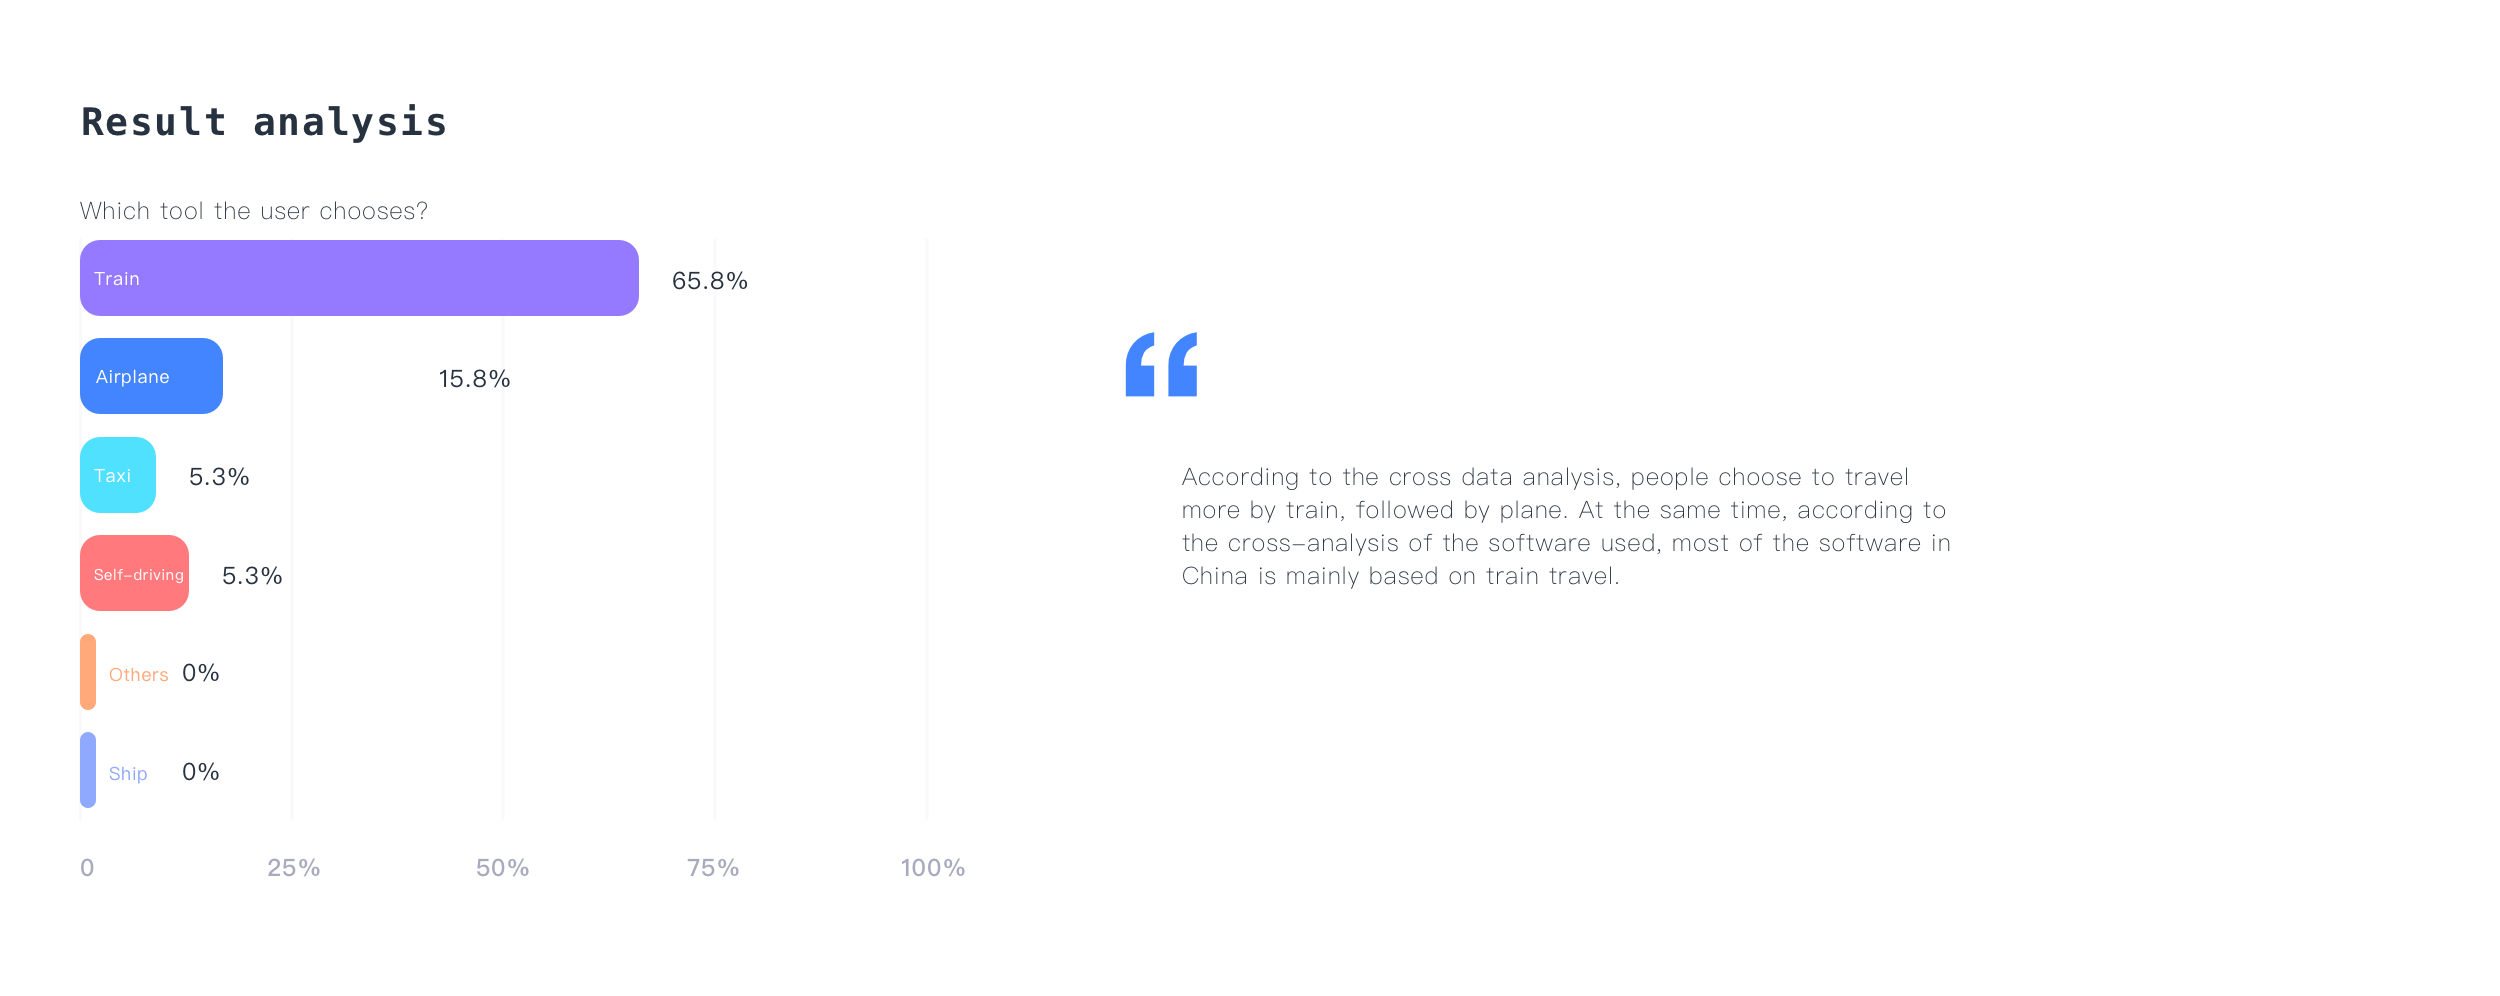 Result analysis
Which tool the user chooses?
Train
65.8%
Airplane
15.8%
Taxi
5.3%
Self-driving
5.3%
Others
0%
Ship
0%
0
25%
50%
75%
100%
“
According to the cross data analysis, people choose to travel
more by train, followed by plane. At the same time, according to
the cross-analysis of the software used, most of the software in
China is mainly based on train travel.